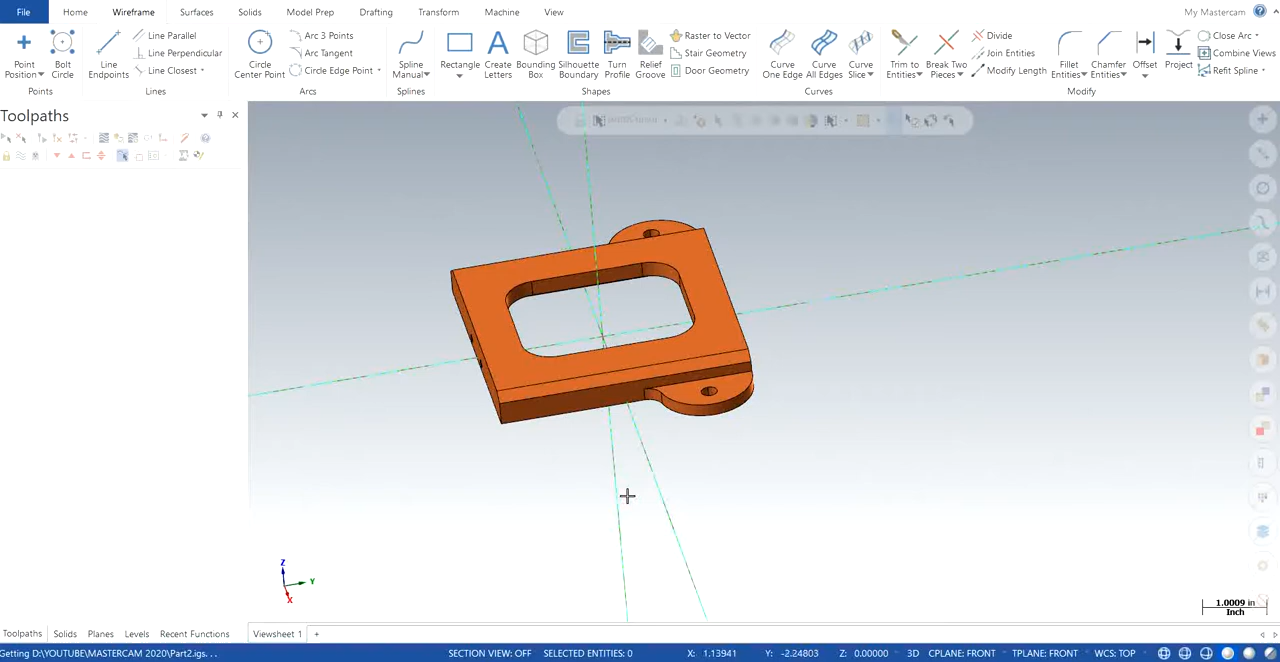 File Home Wireframe Surfaces Solids Model Prep Drafting Transform Machine View My Mastercam
Point Position
Bolt Circle
Points
Line Endpoints
Line Parallel
Line Perpendicular
Line Closest
Lines
Circle Center Point
Arc 3 Points
Arc Tangent
Circle Edge Point
Arcs
Spline Manual
Splines
Rectangle
Create Letters
Bounding Box
Silhouette Boundary
Turn Profile
Relief Groove
Raster to Vector
Stair Geometry
Door Geometry
Shapes
Curve One Edge
Curve All Edges
Curve Slice
Curves
Trim to Entities
Break Two Pieces
Divide
Join Entities
Modify Length
Fillet Entities
Chamfer Entities
Offset
Project
Close Arc
Combine Views
Refit Spline
Modify
Toolpaths
Z
Y
X
1.0009 in
Inch
Toolpaths Solids Planes Levels Recent Functions Viewsheet 1 +
Getting D:\YOUTUBE\MASTERCAM 2020\Part2.igs. . . SECTION VIEW: OFF SELECTED ENTITIES: 0 X: 1.13941 Y: -2.24803 Z: 0.00000 3D CPLANE: FRONT TPLANE: FRONT WCS: TOP